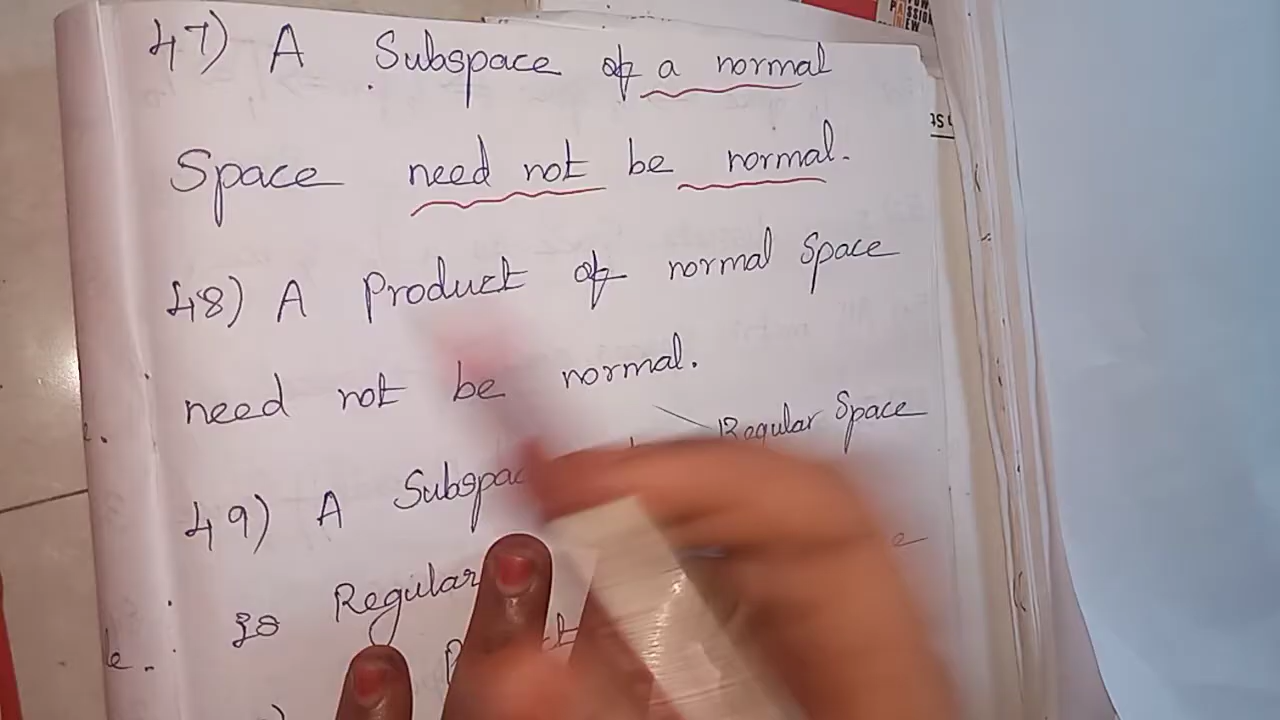 47) A Subspace of a normal
Space need not be normal.
48) A Product of normal Space
need not be normal.
Regular Space
49) A
is Regular